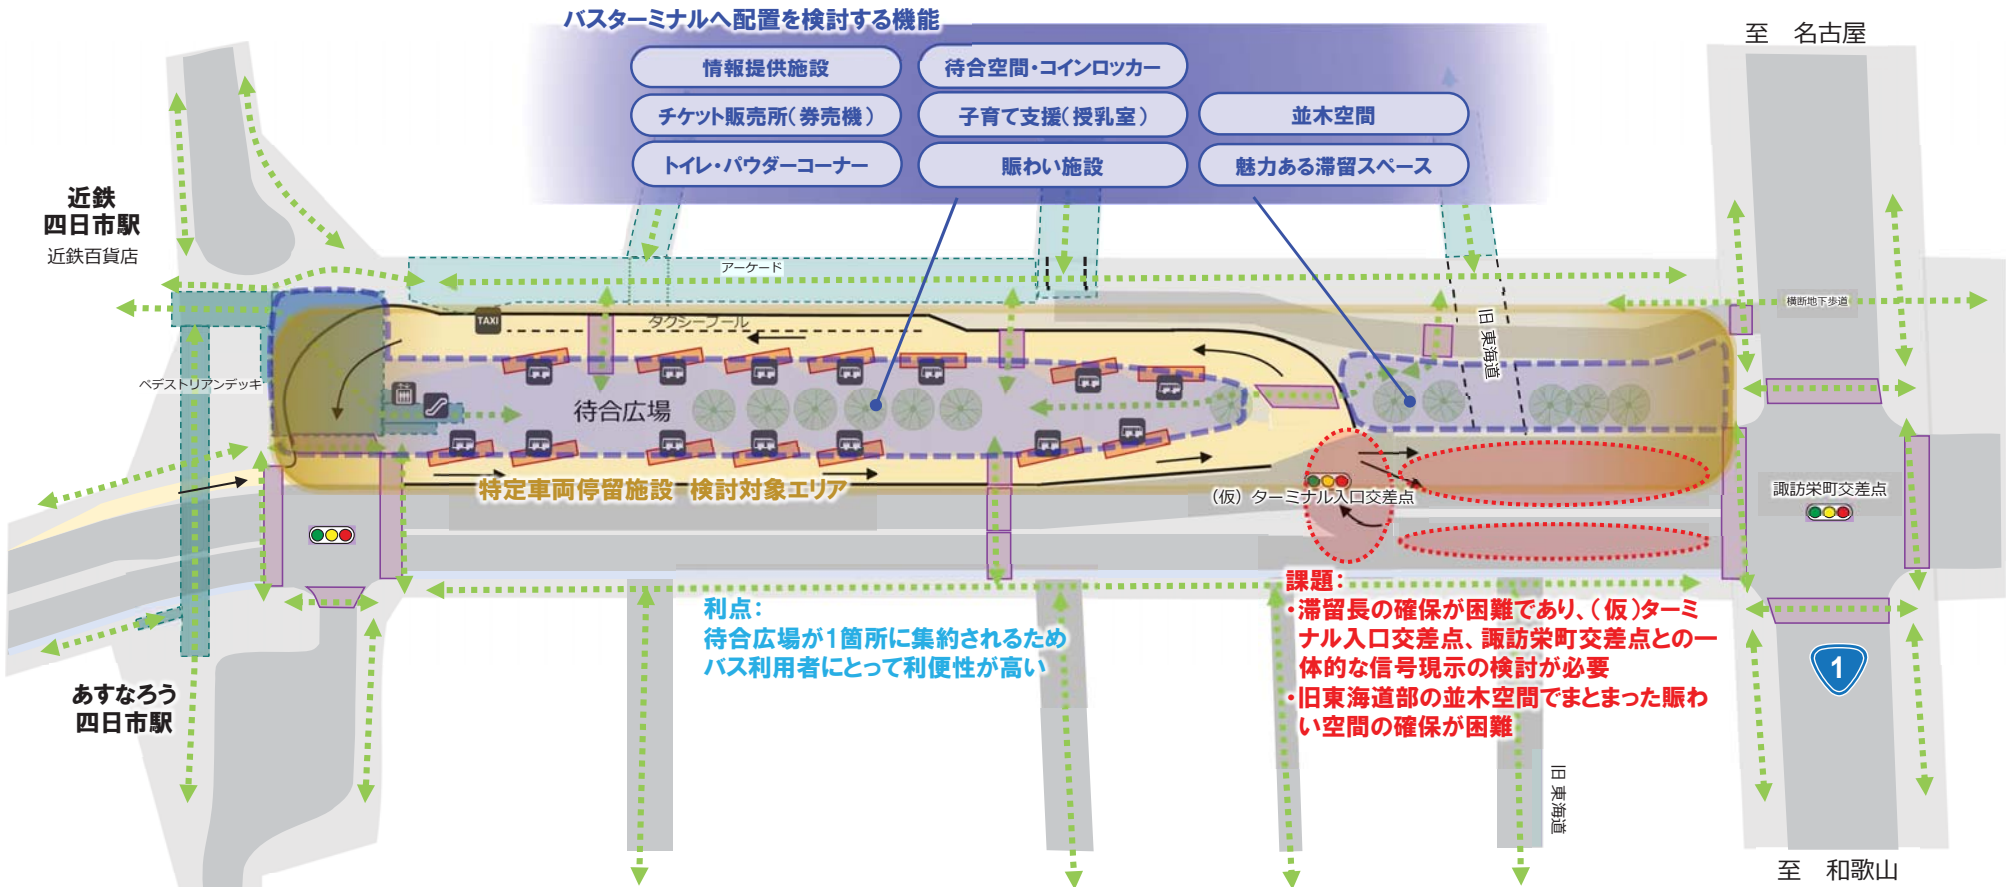 バスターミナルへ配置を検討する機能
情報提供施設
待合空間・コインロッカー
チケット販売所（券売機）
子育て支援（授乳室）
並木空間
トイレ・パウダーコーナー
賑わい施設
魅力ある滞留スペース
至 名古屋
近鉄
四日市駅
近鉄百貨店
アーケード
横断地下歩道
TAXI
タクシープール
旧東海道
ペデストリアンデッキ
待合広場
特定車両停留施設 検討対象エリア
（仮）ターミナル入口交差点
諏訪栄町交差点
利点：
待合広場が1箇所に集約されるため
バス利用者にとって利便性が高い
課題：
・滞留長の確保が困難であり、（仮）ターミ
ナル入口交差点、諏訪栄町交差点との一
体的な信号現示の検討が必要
・旧東海道部の並木空間でまとまった賑わ
い空間の確保が困難
1
あすなろう
四日市駅
旧東海道
至 和歌山